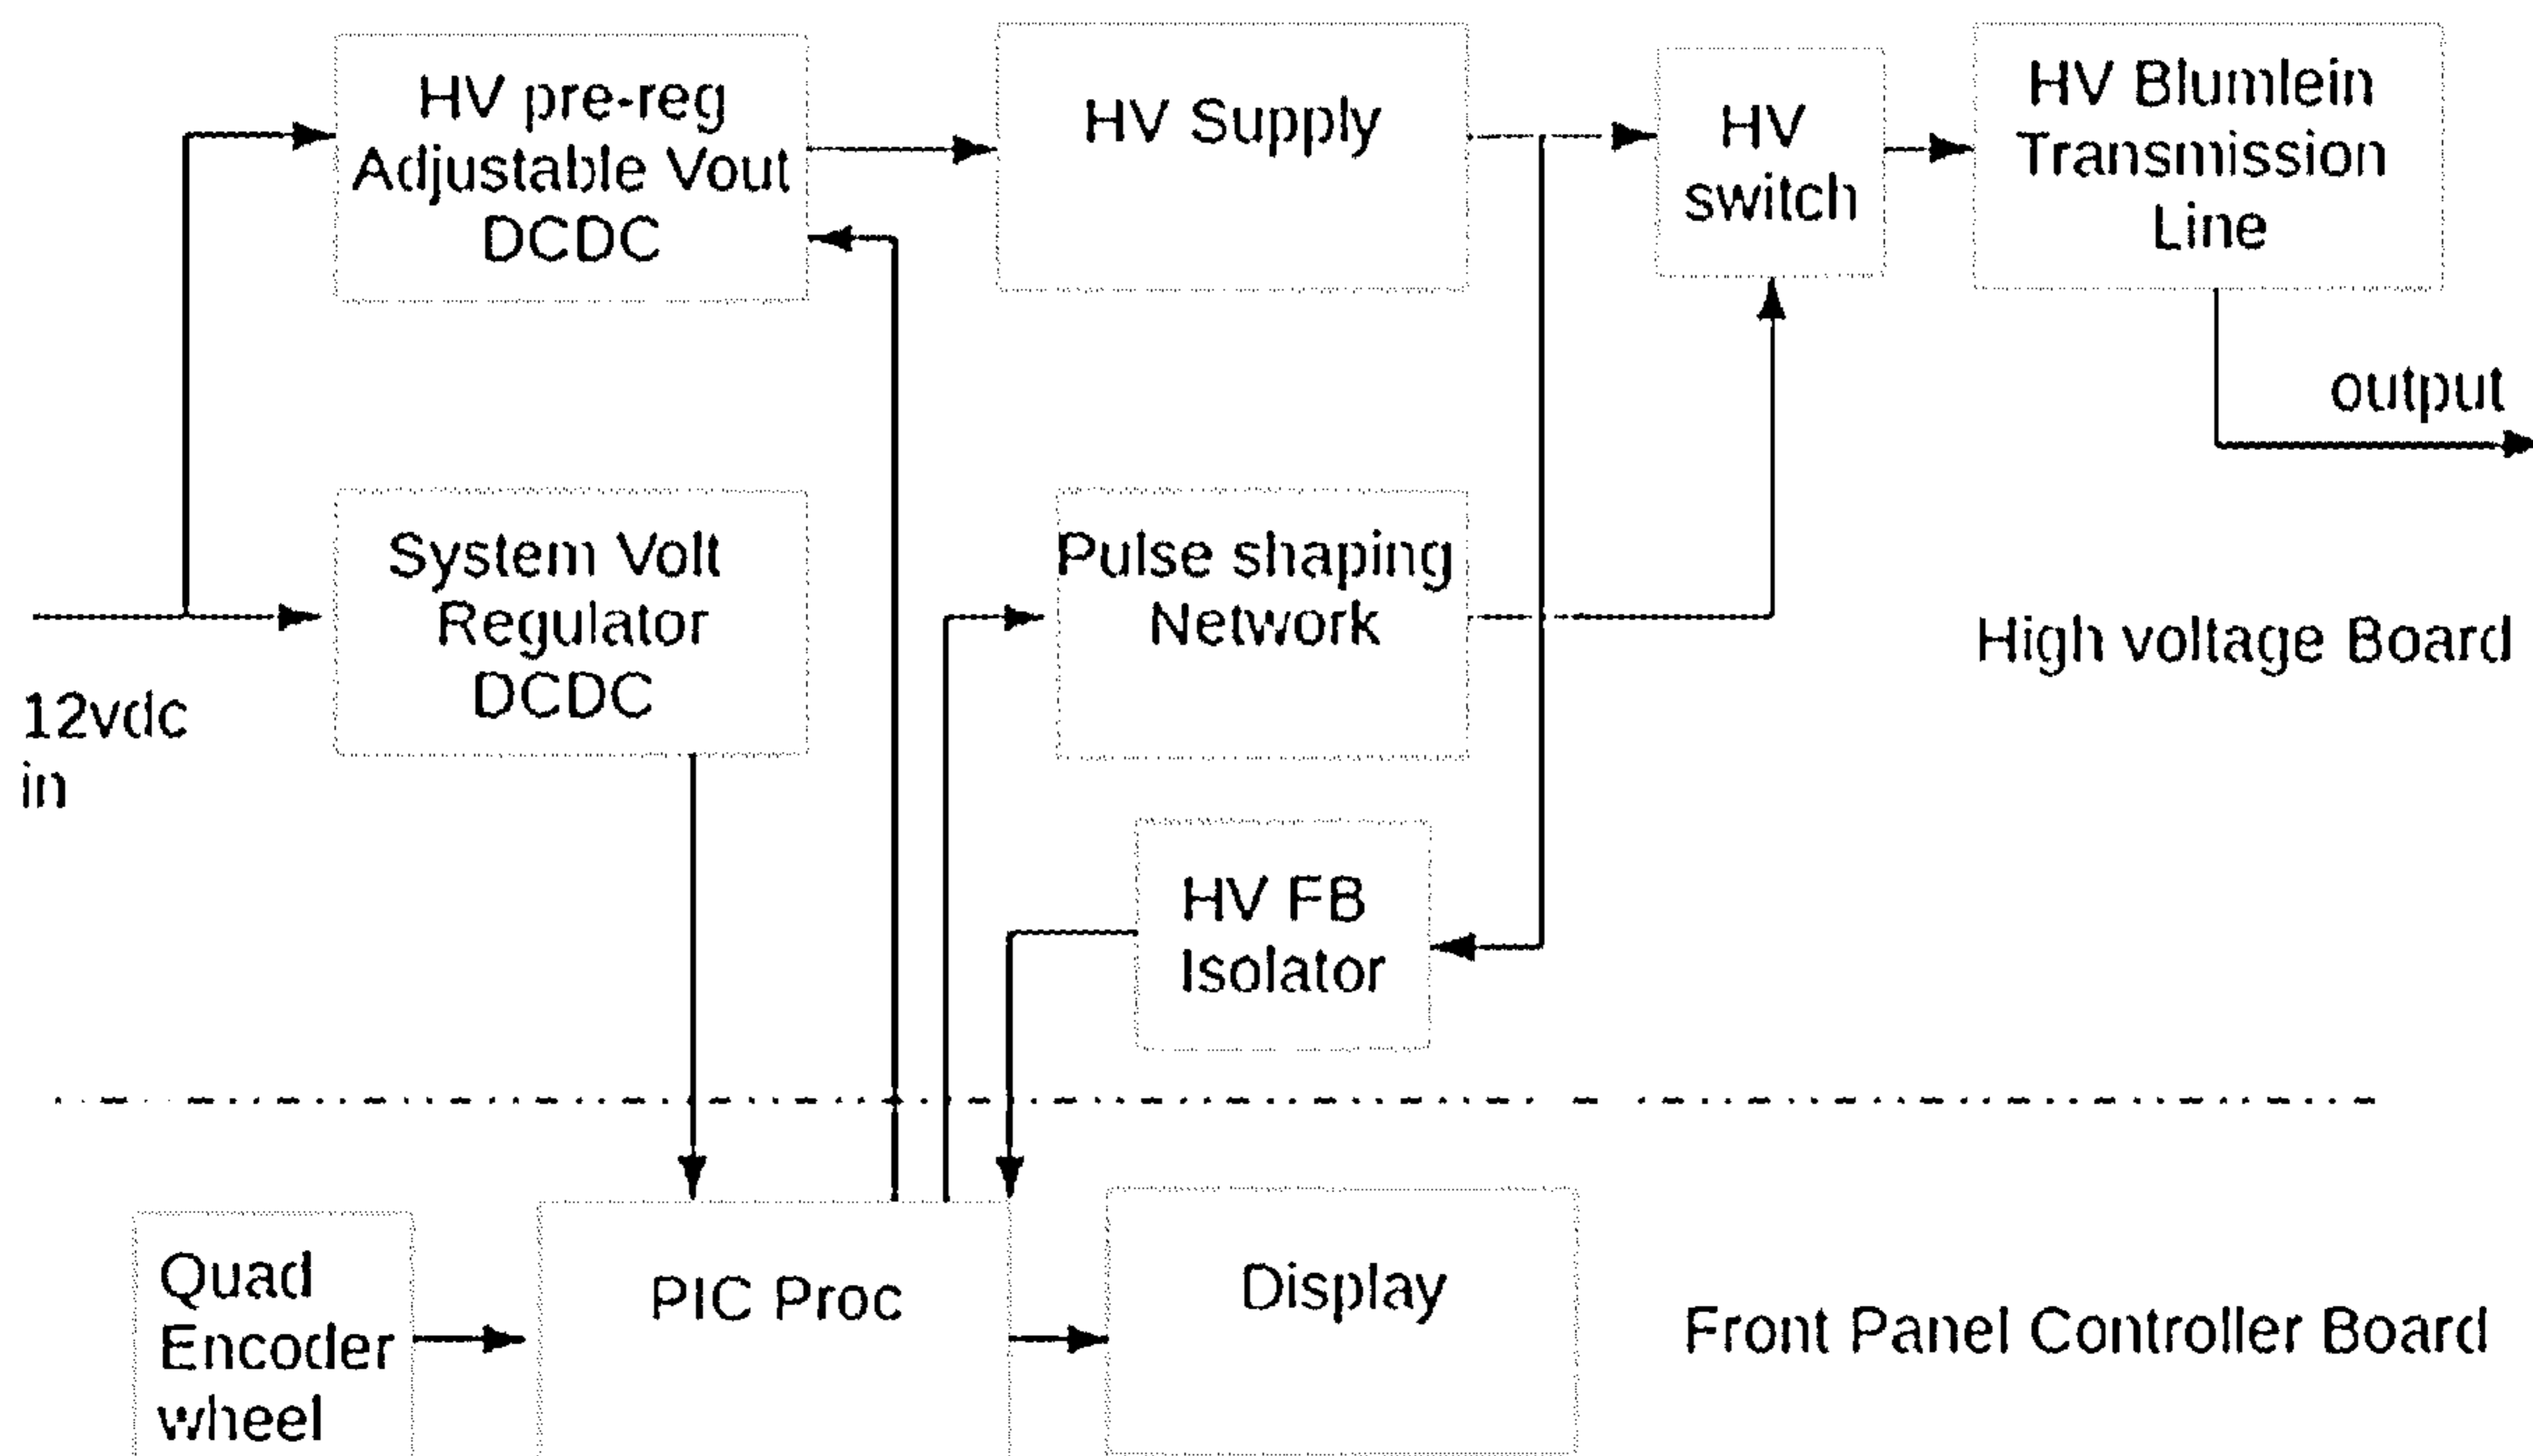 HV pre-reg
Adjustable Vout
DCDC
HV Supply
HV
switch
HV Blumlein
Transmission
Line
output
System Volt
Regulator
DCDC
Pulse shaping
Network
High voltage Board
12vdc
in
HV FB
Isolator
Quad
Encoder
wheel
PIC Proc
Display
Front Panel Controller Board